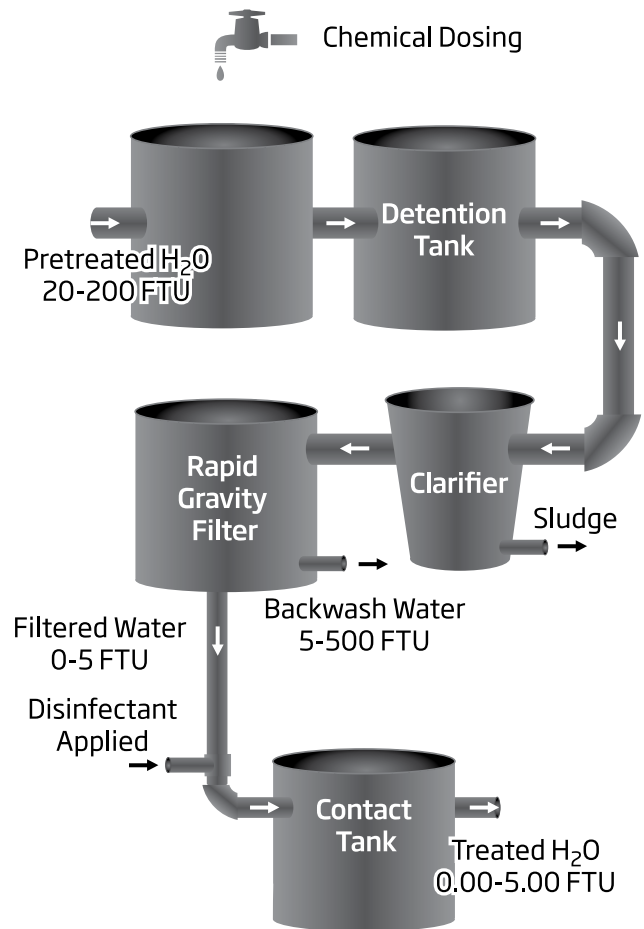 Chemical Dosing
Detention
Tank
Pretreated H₂O
20-200 FTU
Rapid
Gravity
Filter
Clarifier
Sludge
Backwash Water
5-500 FTU
Filtered Water
0-5 FTU
Disinfectant
Applied
Contact
Tank
Treated H₂O
0.00-5.00 FTU